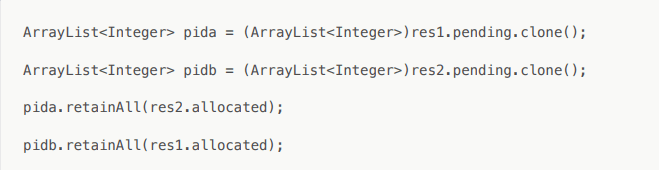 ArrayList<Integer> pida = (ArrayList<Integer>)res1.pending.clone();
ArrayList<Integer> pidb = (ArrayList<Integer>)res2.pending.clone();
pida.retainAll(res2.allocated);
pidb.retainAll(res1.allocated);